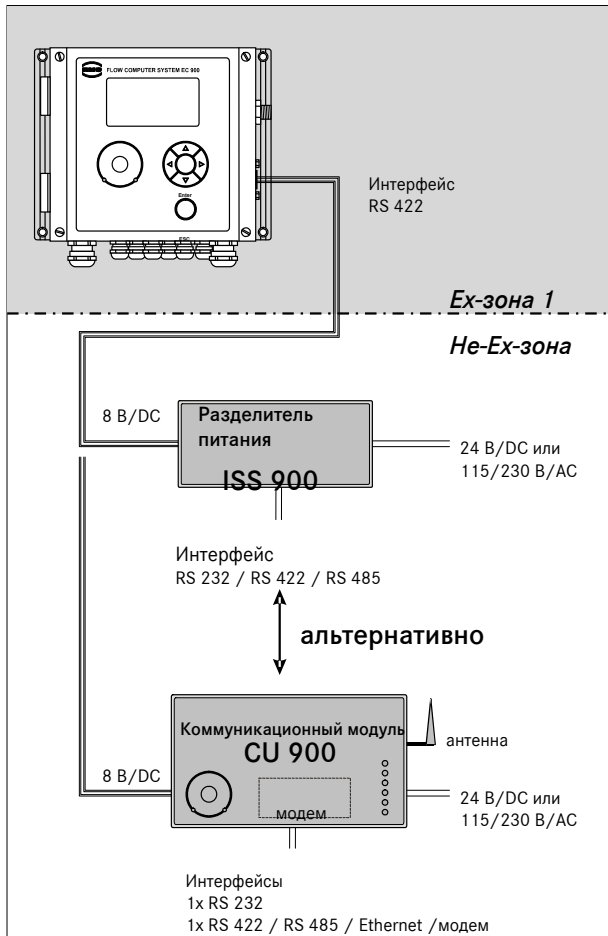 FLOW COMPUTER SYSTEM EC 900
Enter
ESC
Интерфейс
RS 422
Ex-зона 1
Не-Ex-зона
8 В/DC
Разделитель
питания
ISS 900
24 В/DC или
115/230 В/AC
Интерфейс
RS 232 / RS 422 / RS 485
альтернативно
Коммуникационный модуль
CU 900
антенна
8 В/DC
модем
24 В/DC или
115/230 В/AC
Интерфейсы
1x RS 232
1x RS 422 / RS 485 / Ethernet /модем